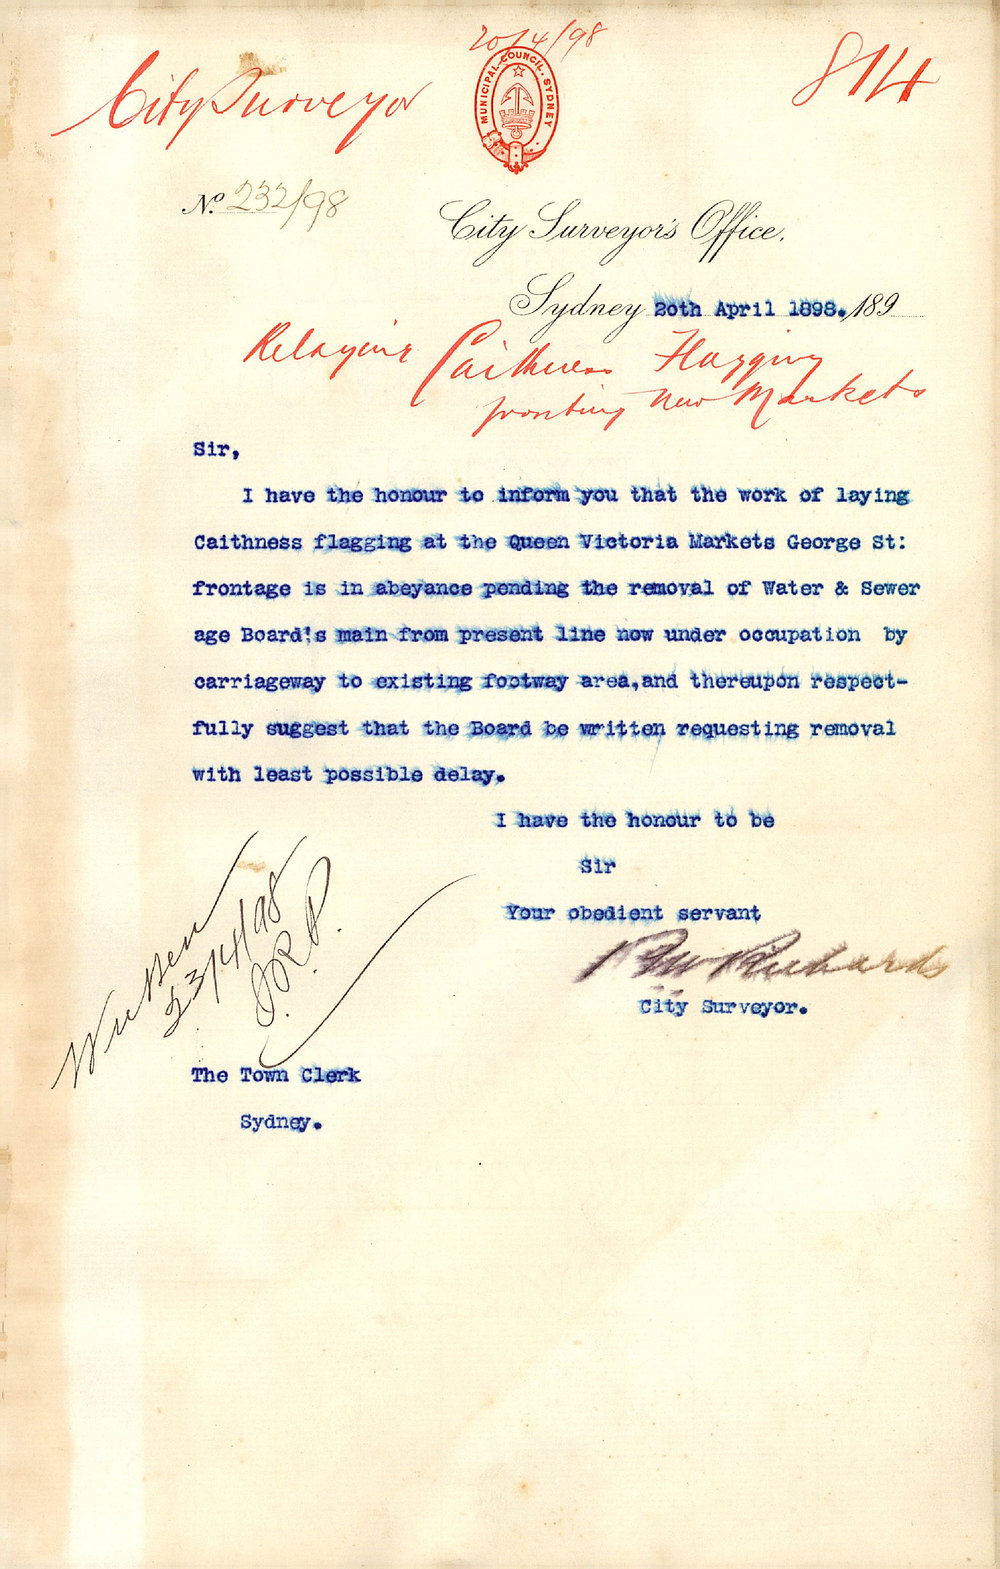 20/4/98
City Surveyor
814
MUNICIPAL COUNCIL. SYDNEY
No. 232/98
City Surveyor's Office.
Sydney 20th April 1898. 189
Relaying Caithness Flagging
fronting New Markets
Sir,
I have the honour to inform you that the work of laying
Caithness flagging at the Queen Victoria Markets George St:
frontage is in abeyance pending the removal of Water & Sewer
age Board's main from present line now under occupation by
carriageway to existing footway area,and thereupon respect-
fully suggest that the Board be written requesting removal
with least possible delay.
I have the honour to be
Sir
Your obedient servant
RW Richards
City Surveyor.
23/4/98
The Town Clerk
Sydney.